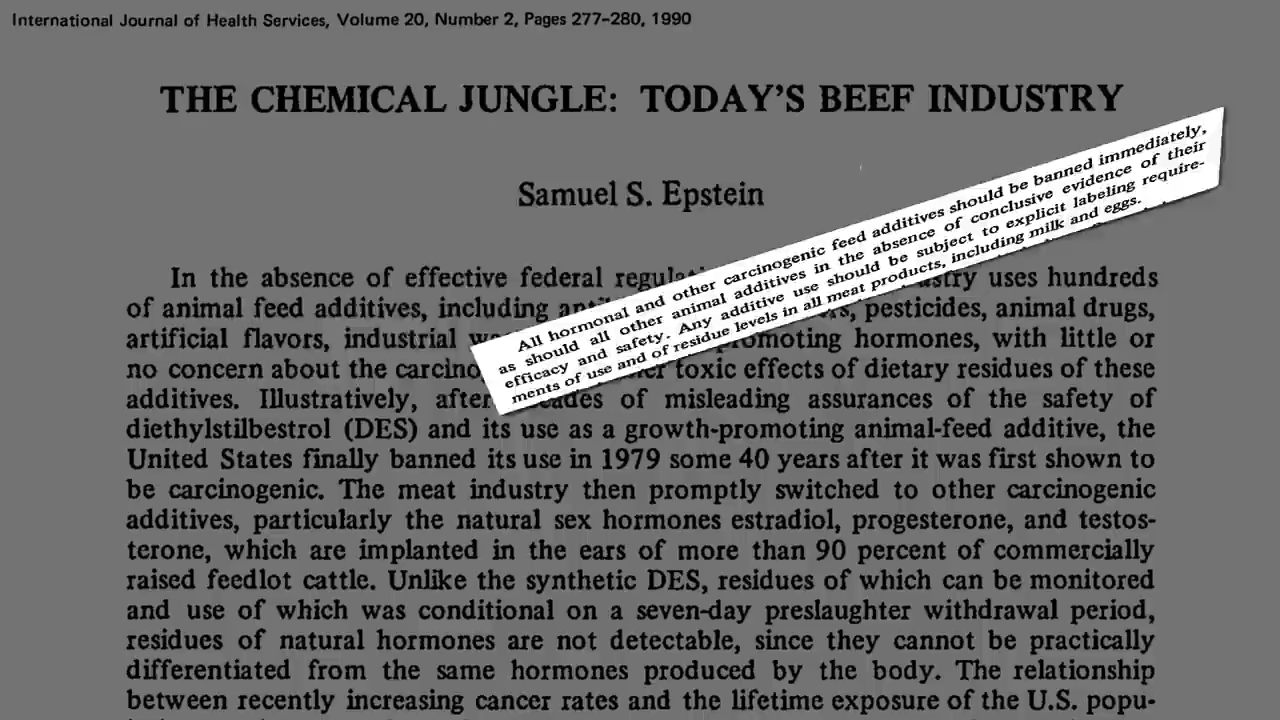 International Journal of Health Services, Volume 20, Number 2, Pages 277–280, 1990
THE CHEMICAL JUNGLE: TODAY'S BEEF INDUSTRY
Samuel S. Epstein
All hormonal and other carcinogenic feed additives should be banned immediately,
as should all other animal additives in the absence of conclusive evidence of their
efficacy and safety. Any additive use should be subject to explicit labeling require-
ments of use and of residue levels in all meat products, including milk and eggs.
In the absence of effective federal uses hundreds
of animal feed additives, including pesticides, animal drugs,
artificial flavors, industrial hormones, with little or
no concern about the toxic effects of dietary residues of these
additives. Illustratively, after of misleading assurances of the safety of
diethylstilbestrol (DES) and its use as a growth-promoting animal-feed additive, the
United States finally banned its use in 1979 some 40 years after it was first shown to
be carcinogenic. The meat industry then promptly switched to other carcinogenic
additives, particularly the natural sex hormones estradiol, progesterone, and testos-
terone, which are implanted in the ears of more than 90 percent of commercially
raised feedlot cattle. Unlike the synthetic DES, residues of which can be monitored
and use of which was conditional on a seven-day preslaughter withdrawal period,
residues of natural hormones are not detectable, since they cannot be practically
differentiated from the same hormones produced by the body. The relationship
between recently increasing cancer rates and the lifetime exposure of the U.S. popu-